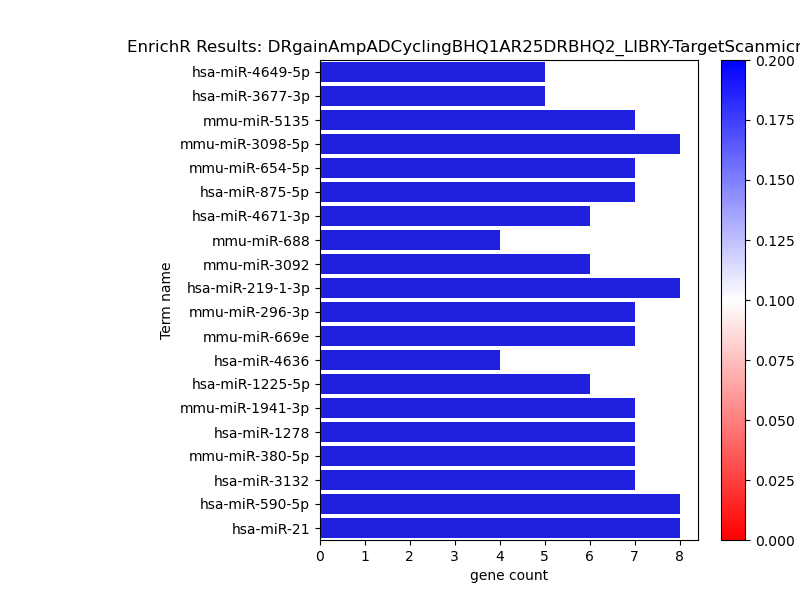 EnrichR Results: DRgainAmpADCyclingBHQ1AR25DRBHQ2_LIBRY-TargetScanmicr
hsa-miR-4649-5p
hsa-miR-3677-3p
mmu-miR-5135
mmu-miR-3098-5p
mmu-miR-654-5p
hsa-miR-875-5p
hsa-miR-4671-3p
mmu-miR-688
mmu-miR-3092
hsa-miR-219-1-3p
mmu-miR-296-3p
mmu-miR-669e
hsa-miR-4636
hsa-miR-1225-5p
mmu-miR-1941-3p
hsa-miR-1278
mmu-miR-380-5p
hsa-miR-3132
hsa-miR-590-5p
hsa-miR-21
Term name
0 1 2 3 4 5 6 7 8
gene count
0.200
0.175
0.150
0.125
0.100
0.075
0.050
0.025
0.000